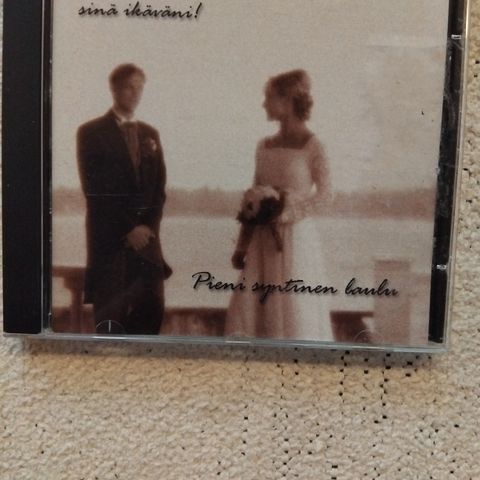 sinä ikäväni!
Pieni syntinen laulu